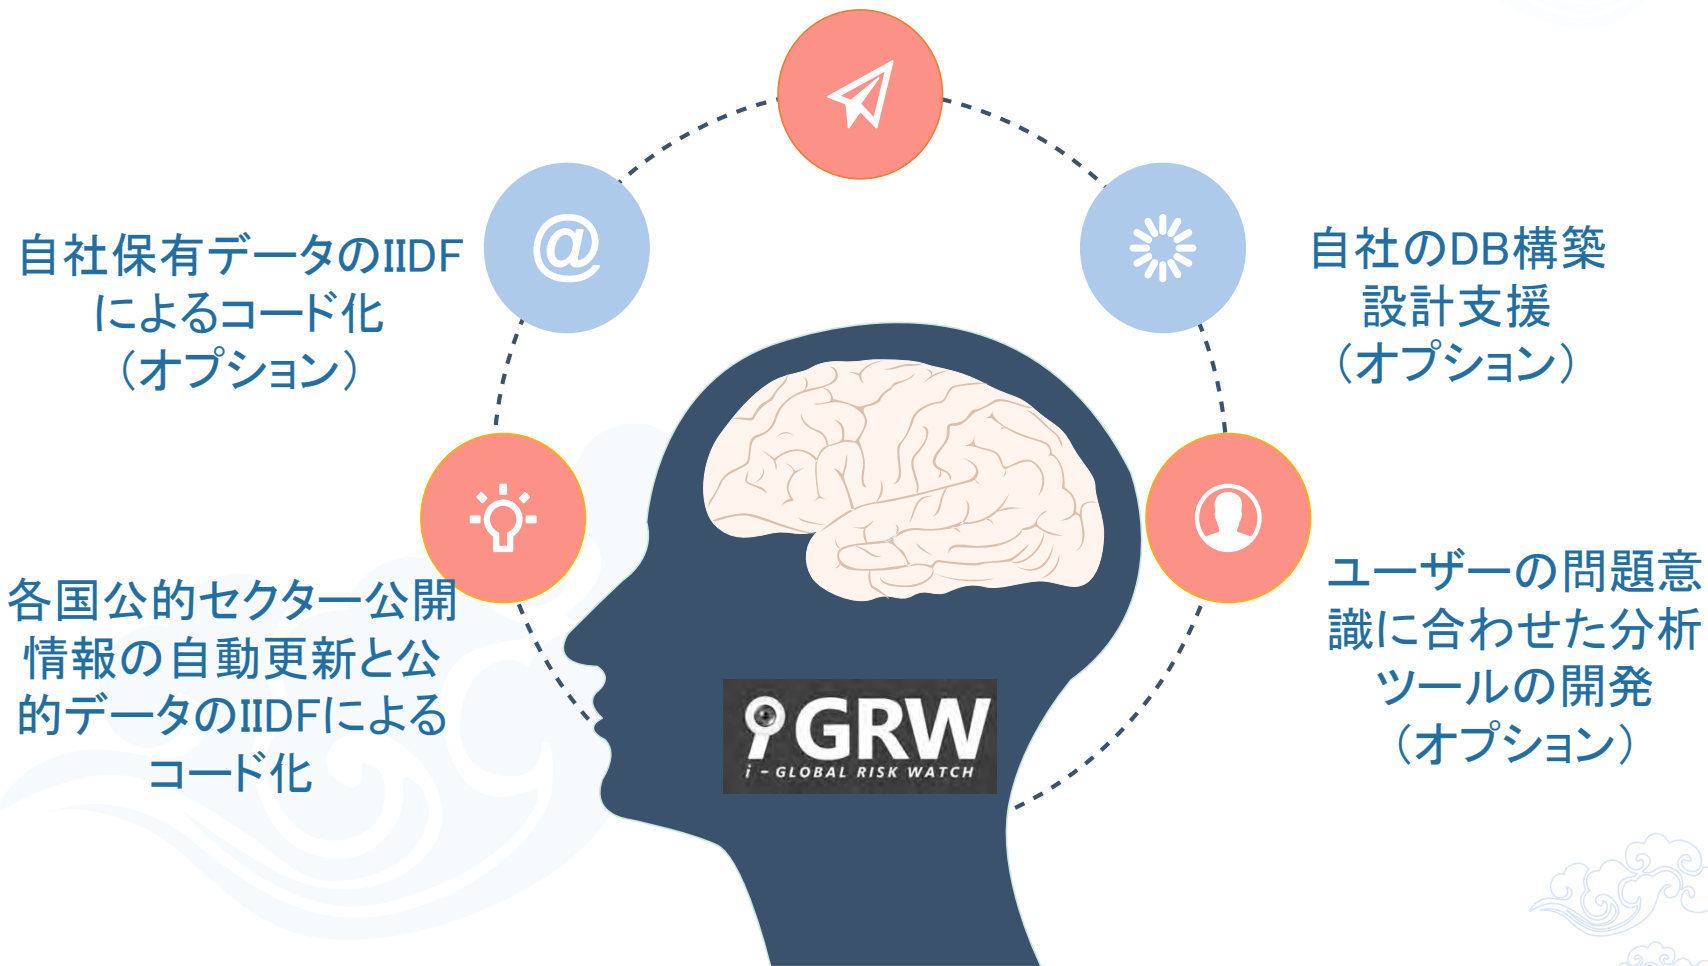 自社保有データのIIDF
によるコード化
（オプション）
@
自社のDB構築
設計支援
（オプション）
各国公的セクター公開
情報の自動更新と公
的データのIIDFによる
コード化
ユーザーの問題意
識に合わせた分析
ツールの開発
（オプション）
iGRW
i - GLOBAL RISK WATCH